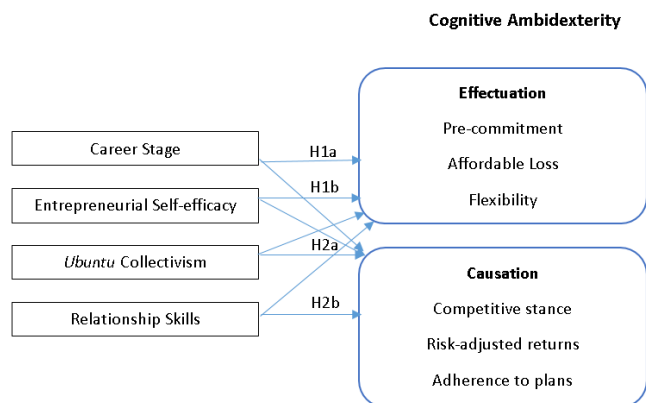 Cognitive Ambidexterity
Effectuation
Pre-commitment
Affordable Loss
Flexibility
Career Stage
Entrepreneurial Self-efficacy
Ubuntu Collectivism
Relationship Skills
H1a
H1b
H2a
H2b
Causation
Competitive stance
Risk-adjusted returns
Adherence to plans